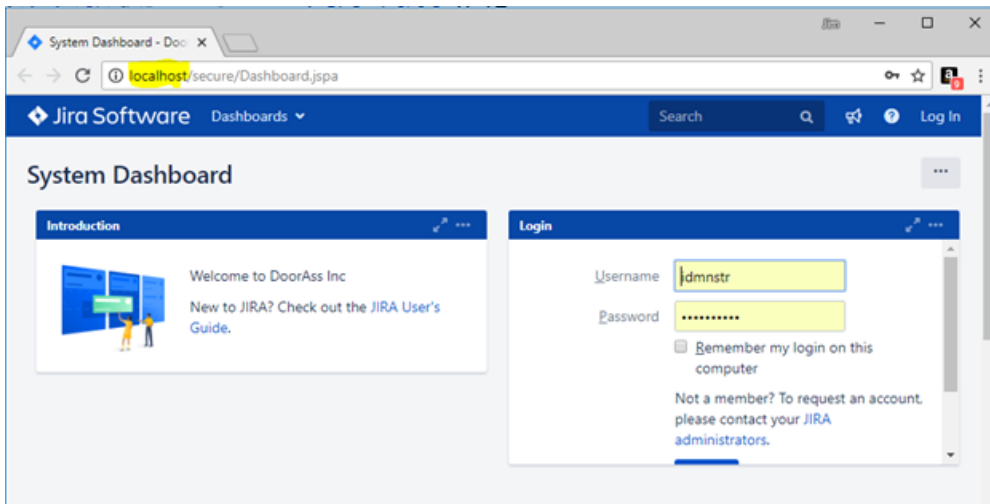 Jira
System Dashboard - Doo
localhost/secure/Dashboard.jspa
Jira Software Dashboards Search Log In
System Dashboard
Introduction
Welcome to DoorAss Inc
New to JIRA? Check out the JIRA User's
Guide.
Login
Username idmnstr
Password ••••••••••
Remember my login on this
computer
Not a member? To request an account,
please contact your JIRA
administrators.